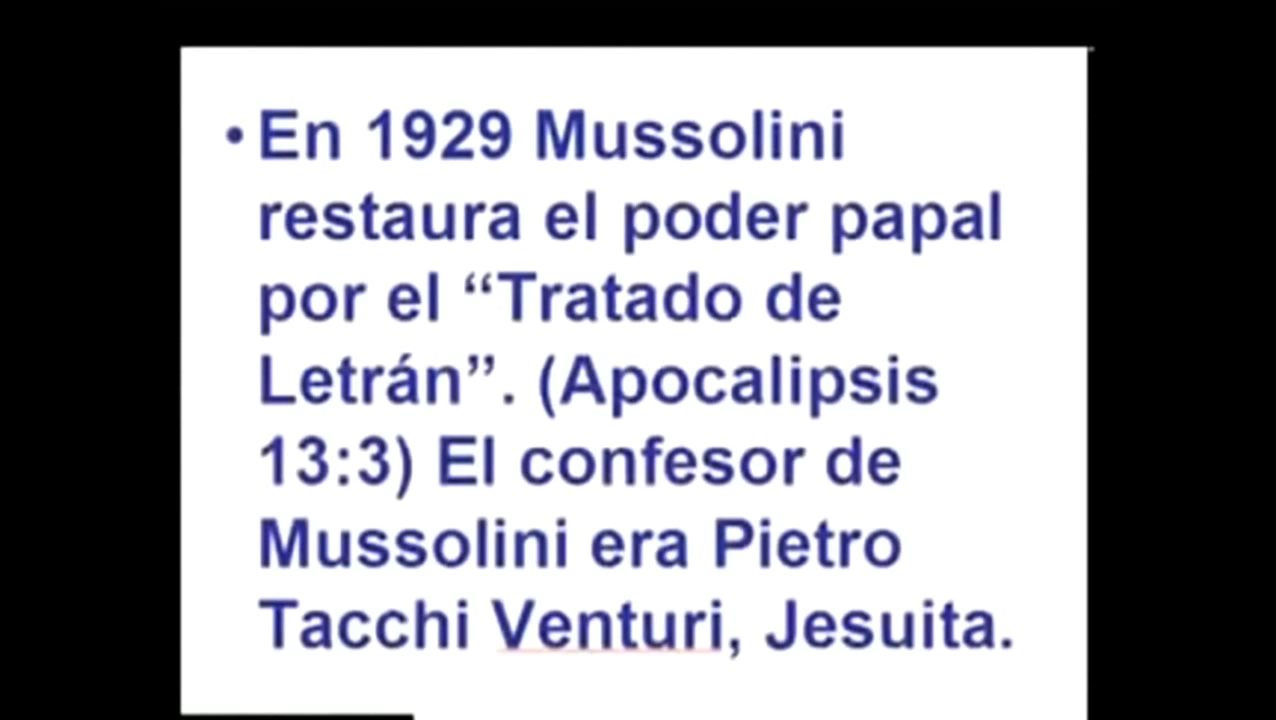 • En 1929 Mussolini
restaura el poder papal
por el “Tratado de
Letrán”. (Apocalipsis
13:3) El confesor de
Mussolini era Pietro
Tacchi Venturi, Jesuita.